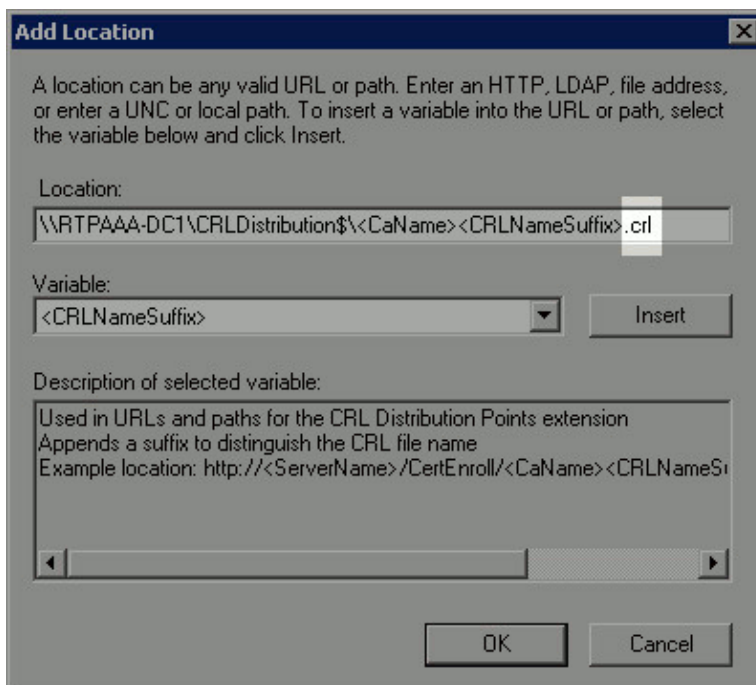 Add Location
A location can be any valid URL or path. Enter an HTTP, LDAP, file address,
or enter a UNC or local path. To insert a variable into the URL or path, select
the variable below and click Insert.
Location:
\\RTPAAA-DC1\CRLDistribution$\<CaName><CRLNameSuffix>.crl
Variable:
<CRLNameSuffix>
Insert
Description of selected variable:
Used in URLs and paths for the CRL Distribution Points extension
Appends a suffix to distinguish the CRL file name
Example location: http://<ServerName>/CertEnroll/<CaName><CRLNameSu
OK
Cancel